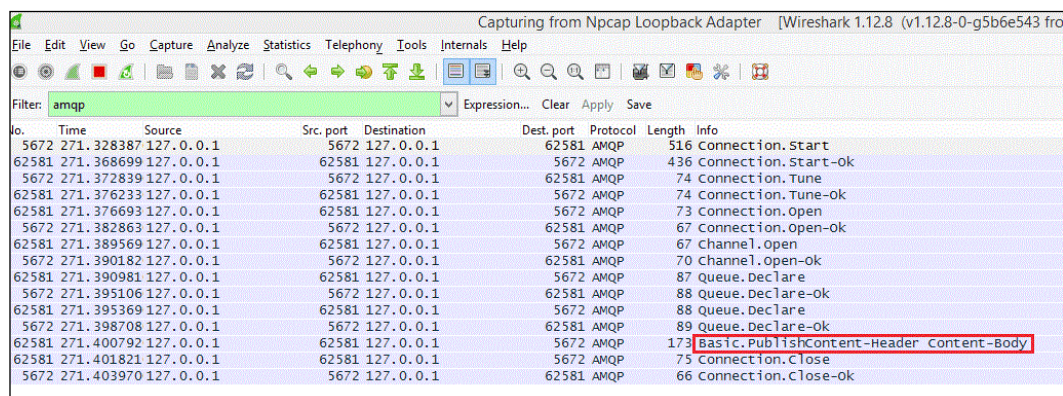 Capturing from Npcap Loopback Adapter [Wireshark 1.12.8 (v1.12.8-0-g5b6e543 fro
File Edit View Go Capture Analyze Statistics Telephony Tools Internals Help
Filter: amqp Expression... Clear Apply Save
No. Time Source Src. port Destination Dest. port Protocol Length Info
5672 271.328387 127.0.0.1 5672 127.0.0.1 62581 AMQP 516 Connection.Start
62581 271.368699 127.0.0.1 62581 127.0.0.1 5672 AMQP 436 Connection.Start-Ok
5672 271.372839 127.0.0.1 5672 127.0.0.1 62581 AMQP 74 Connection.Tune
62581 271.376233 127.0.0.1 62581 127.0.0.1 5672 AMQP 74 Connection.Tune-Ok
62581 271.376693 127.0.0.1 62581 127.0.0.1 5672 AMQP 73 Connection.Open
5672 271.382863 127.0.0.1 5672 127.0.0.1 62581 AMQP 67 Connection.Open-Ok
62581 271.389569 127.0.0.1 62581 127.0.0.1 5672 AMQP 67 Channel.Open
5672 271.390182 127.0.0.1 5672 127.0.0.1 62581 AMQP 70 Channel.Open-Ok
62581 271.390981 127.0.0.1 62581 127.0.0.1 5672 AMQP 87 Queue.Declare
5672 271.395106 127.0.0.1 5672 127.0.0.1 62581 AMQP 88 Queue.Declare-Ok
62581 271.395369 127.0.0.1 62581 127.0.0.1 5672 AMQP 88 Queue.Declare
5672 271.398708 127.0.0.1 5672 127.0.0.1 62581 AMQP 89 Queue.Declare-Ok
62581 271.400792 127.0.0.1 62581 127.0.0.1 5672 AMQP 173 Basic.PublishContent-Header Content-Body
62581 271.401821 127.0.0.1 62581 127.0.0.1 5672 AMQP 75 Connection.Close
5672 271.403970 127.0.0.1 5672 127.0.0.1 62581 AMQP 66 Connection.Close-Ok